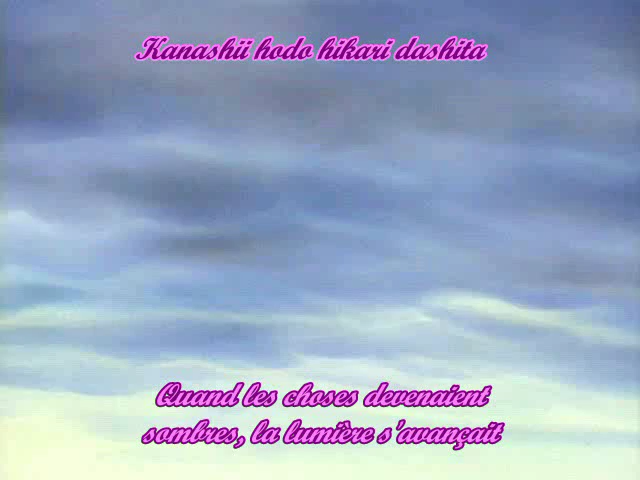 Kanashii hodo hikari dashita
Quand les choses devenaient
sombres, la lumière s'avançait